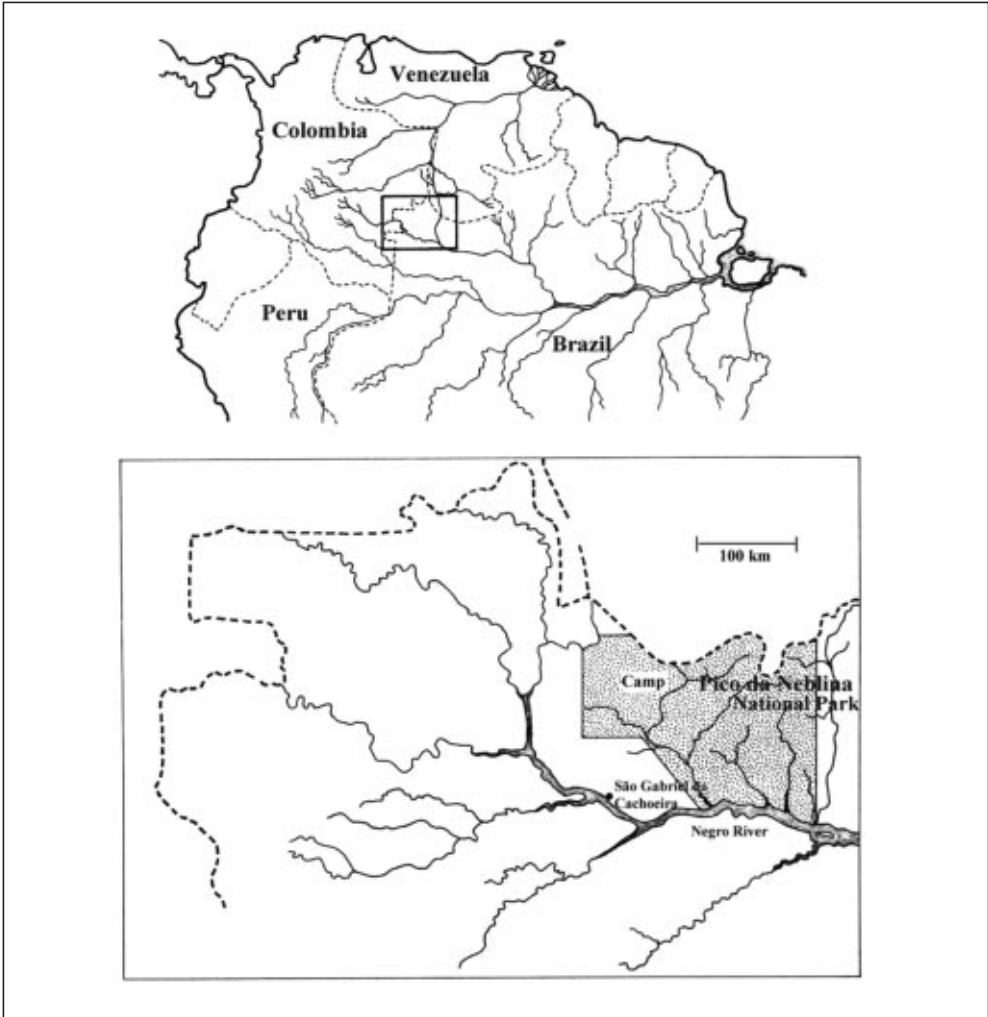 Venezuela
Colombia
Peru
Brazil
100 km
Camp
Pico da Neblina
National Park
São Gabriel da
Cachoeira
Negro River